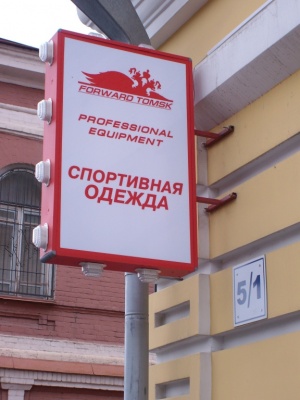 FORWARD TOMSK
PROFESSIONAL
EQUIPMENT
СПОРТИВНАЯ
ОДЕЖДА
5/1